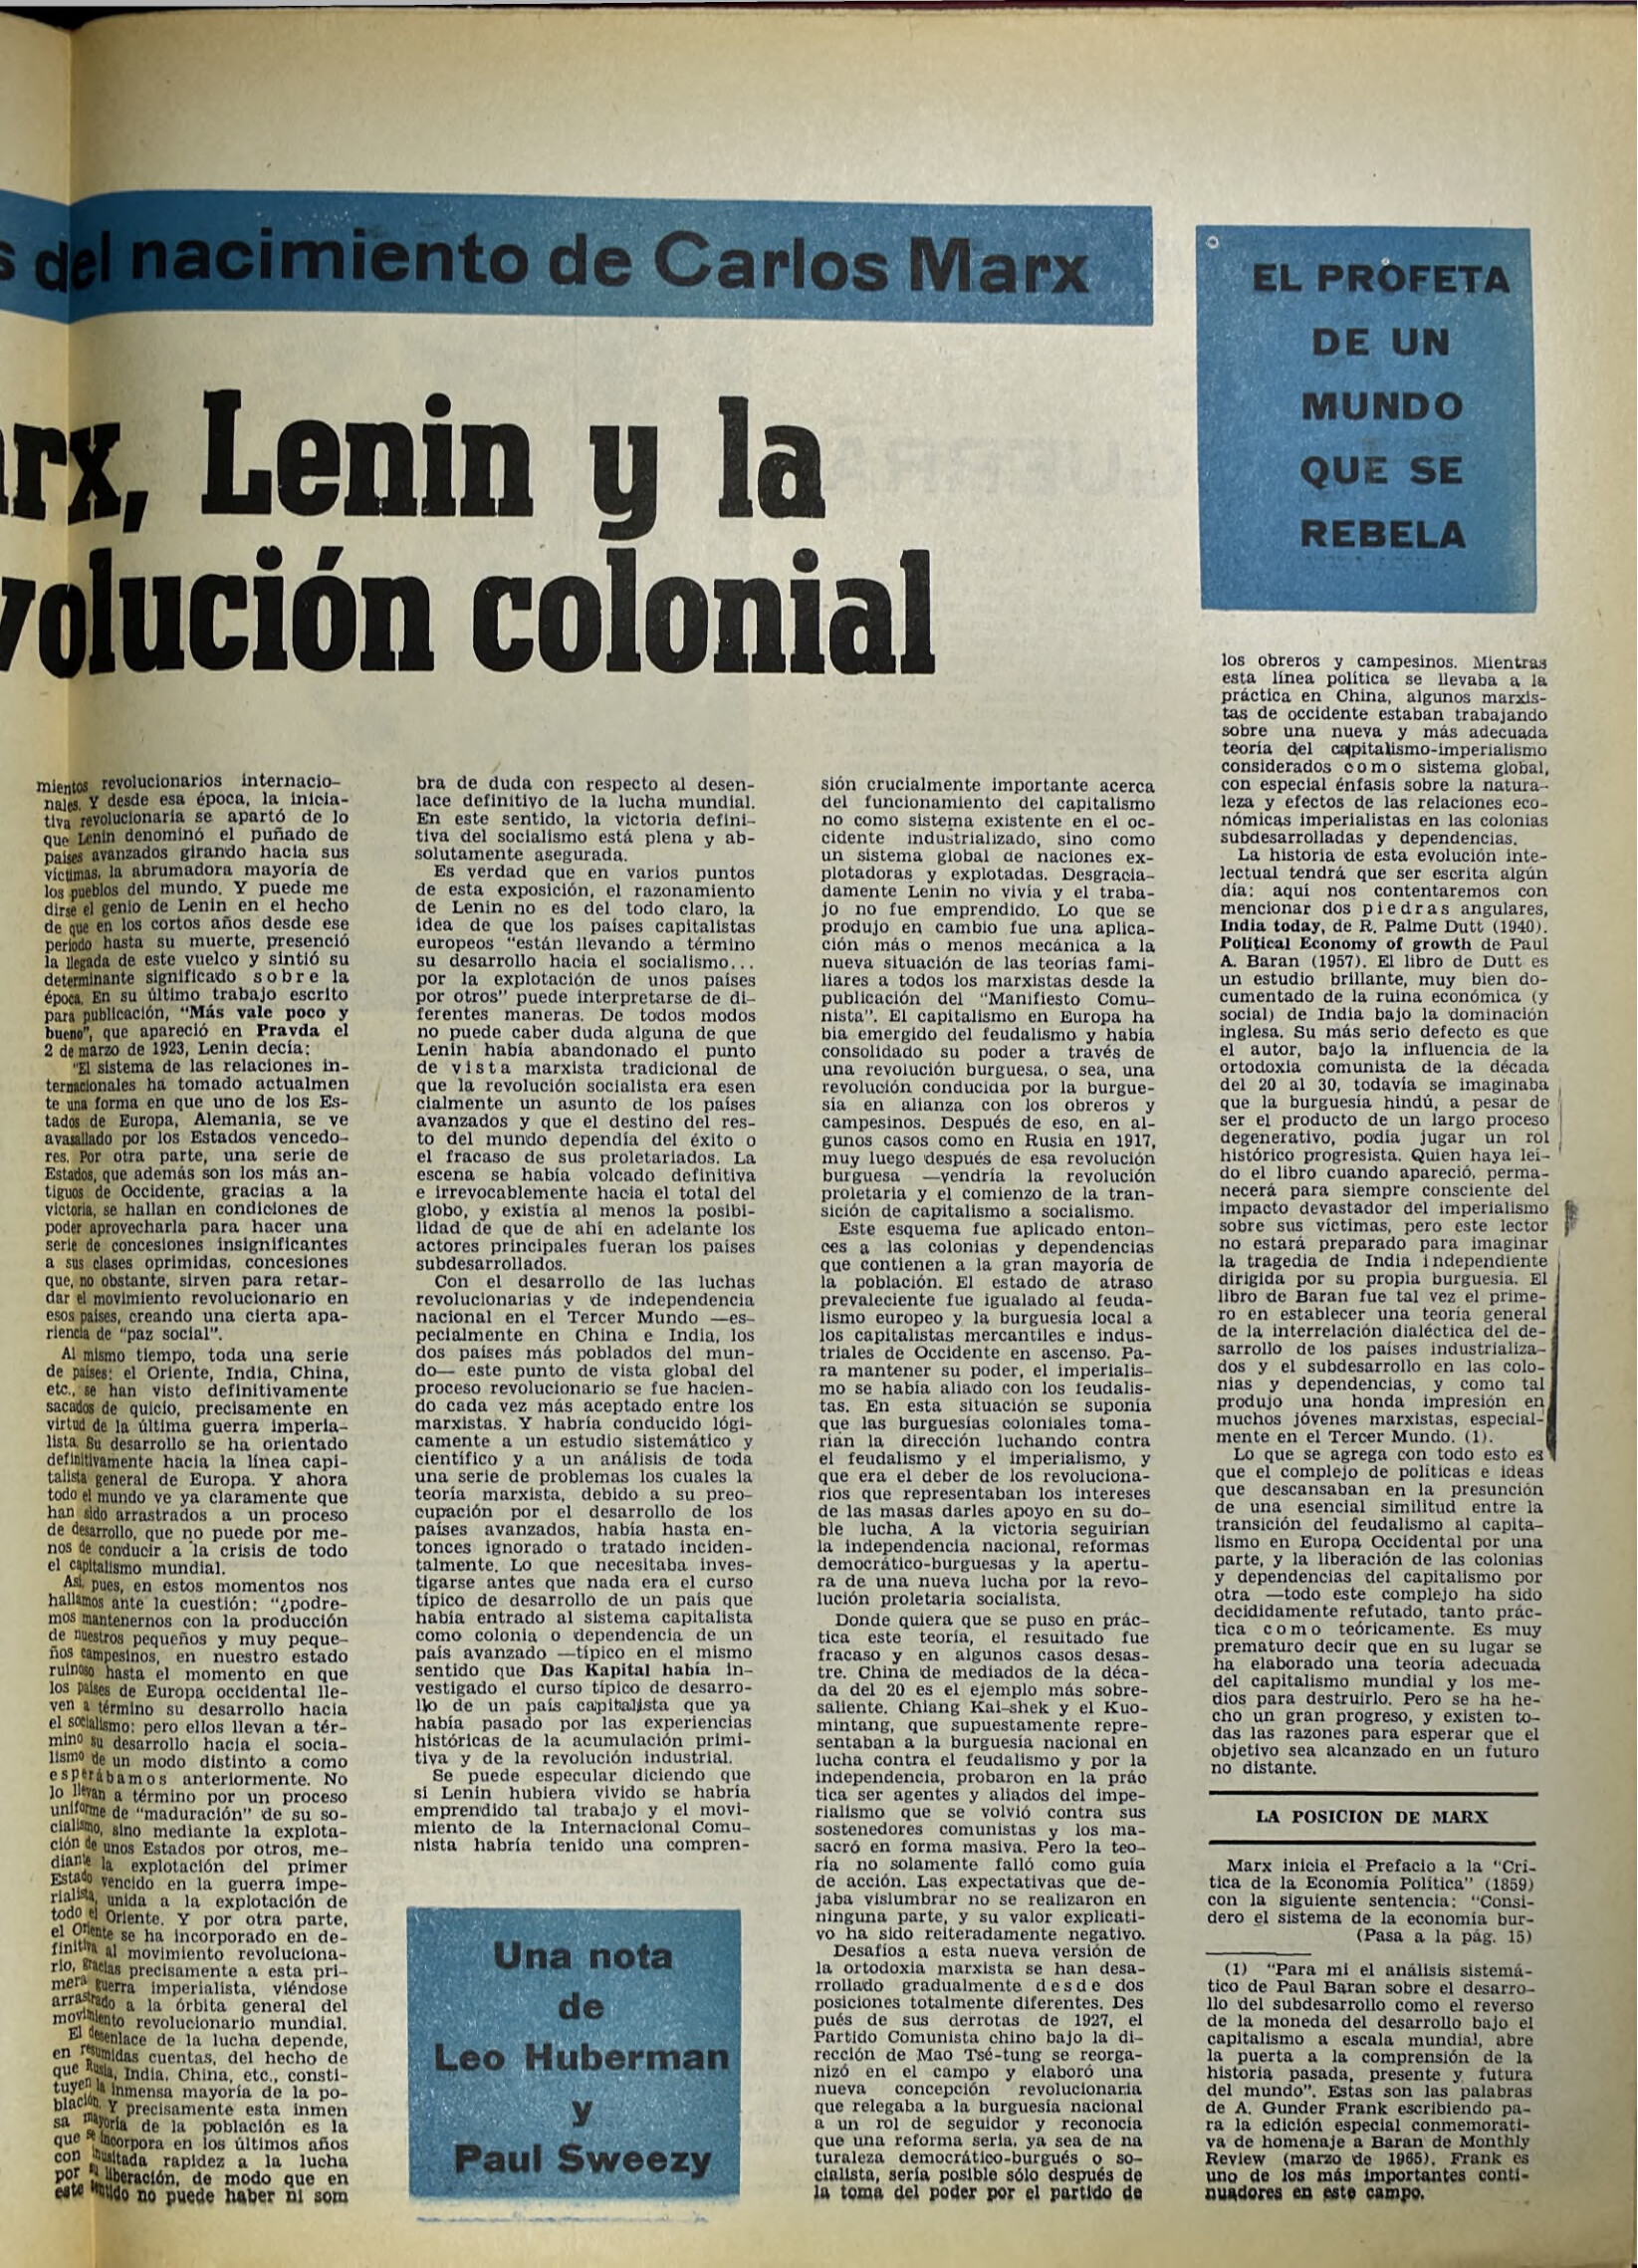 s del nacimiento de Carlos Marx
EL PROFETA
DE UN
MUNDO
QUE SE
REBELA
arx, Lenin y la
volución colonial
mientos revolucionarios internacio-
nales. Y desde esa época, la inicia-
tiva revolucionaria se apartó de lo
que Lenin denominó el puñado de
países avanzados girando hacia sus
víctimas, la abrumadora mayoría de
los pueblos del mundo. Y puede me
dirse el genio de Lenin en el hecho
de que en los cortos años desde ese
período hasta su muerte, presenció
la llegada de este vuelco y sintió su
determinante significado sobre la
época. En su último trabajo escrito
para publicación, "Más vale poco y
bueno", que apareció en Pravda el
2 de marzo de 1923, Lenin decía:
"El sistema de las relaciones in-
ternacionales ha tomado actualmen
te una forma en que uno de los Es-
tados de Europa, Alemania, se ve
avasallado por los Estados vencedo-
res. Por otra parte, una serie de
Estados, que además son los más an-
tiguos de Occidente, gracias a la
victoria, se hallan en condiciones de
poder aprovecharla para hacer una
serie de concesiones insignificantes
a sus clases oprimidas, concesiones
que, no obstante, sirven para retar-
dar el movimiento revolucionario en
esos países, creando una cierta apa-
riencia de "paz social".
Al mismo tiempo, toda una serie
de países: el Oriente, India, China,
etc., se han visto definitivamente
sacados de quicio, precisamente en
virtud de la última guerra imperia-
lista. Su desarrollo se ha orientado
definitivamente hacia la línea capi-
talista general de Europa. Y ahora
todo el mundo ve ya claramente que
han sido arrastrados a un proceso
de desarrollo, que no puede por me-
nos de conducir a la crisis de todo
el capitalismo mundial.
Así, pues, en estos momentos nos
hallamos ante la cuestión: "¿podre-
mos mantenernos con la producción
de nuestros pequeños y muy peque-
ños campesinos, en nuestro estado
ruinoso hasta el momento en que
los países de Europa occidental lle-
ven a término su desarrollo hacia
el socialismo: pero ellos llevan a tér-
mino su desarrollo hacia el socia-
lismo de un modo distinto a como
esperábamos anteriormente. No
lo llevan a término por un proceso
uniforme de "maduración" de su so-
cialismo, sino mediante la explota-
ción de unos Estados por otros, me-
diante la explotación del primer
Estado vencido en la guerra impe-
rialista, unida a la explotación de
todo el Oriente. Y por otra parte,
el Oriente se ha incorporado en de-
finitiva al movimiento revoluciona-
rio, gracias precisamente a esta pri-
mera guerra imperialista, viéndose
arrastrado a la órbita general del
movimiento revolucionario mundial.
El desenlace de la lucha depende,
en resumidas cuentas, del hecho de
que Rusia, India, China, etc., consti-
tuyen la inmensa mayoría de la po-
blación. Y precisamente esta inmen
sa mayoría de la población es la
que se incorpora en los últimos años
con inusitada rapidez a la lucha
por su liberación, de modo que en
este sentido no puede haber ni som
bra de duda con respecto al desen-
lace definitivo de la lucha mundial.
En este sentido, la victoria defini-
tiva del socialismo está plena y ab-
solutamente asegurada.
Es verdad que en varios puntos
de esta exposición, el razonamiento
de Lenin no es del todo claro, la
idea de que los países capitalistas
europeos "están llevando a término
su desarrollo hacia el socialismo...
por la explotación de unos países
por otros" puede interpretarse de di-
ferentes maneras. De todos modos
no puede caber duda alguna de que
Lenin había abandonado el punto
de vista marxista tradicional de
que la revolución socialista era esen
cialmente un asunto de los países
avanzados y que el destino del res-
to del mundo dependía del éxito o
el fracaso de sus proletariados. La
escena se había volcado definitiva
e irrevocablemente hacia el total del
globo, y existía al menos la posibi-
lidad de que de ahí en adelante los
actores principales fueran los países
subdesarrollados.
Con el desarrollo de las luchas
revolucionarias y de independencia
nacional en el Tercer Mundo —es-
pecialmente en China e India, los
dos países más poblados del mun-
do— este punto de vista global del
proceso revolucionario se fue hacien-
do cada vez más aceptado entre los
marxistas. Y habría conducido lógi-
camente a un estudio sistemático y
científico y a un análisis de toda
una serie de problemas los cuales la
teoría marxista, debido a su preo-
cupación por el desarrollo de los
países avanzados, había hasta en-
tonces ignorado o tratado inciden-
talmente. Lo que necesitaba inves-
tigarse antes que nada era el curso
típico de desarrollo de un país que
había entrado al sistema capitalista
como colonia o dependencia de un
país avanzado —típico en el mismo
sentido que Das Kapital había in-
vestigado el curso típico de desarro-
llo de un país capitalista que ya
había pasado por las experiencias
históricas de la acumulación primi-
tiva y de la revolución industrial.
Se puede especular diciendo que
si Lenin hubiera vivido se habría
emprendido tal trabajo y el movi-
miento de la Internacional Comu-
nista habría tenido una compren-
Una nota
de
Leo Huberman
y
Paul Sweezy
sión crucialmente importante acerca
del funcionamiento del capitalismo
no como sistema existente en el oc-
cidente industrializado, sino como
un sistema global de naciones ex-
plotadoras y explotadas. Desgracia-
damente Lenin no vivía y el traba-
jo no fue emprendido. Lo que se
produjo en cambio fue una aplica-
ción más o menos mecánica a la
nueva situación de las teorías fami-
liares a todos los marxistas desde la
publicación del "Manifiesto Comu-
nista". El capitalismo en Europa ha
bía emergido del feudalismo y había
consolidado su poder a través de
una revolución burguesa, o sea, una
revolución conducida por la burgue-
sía en alianza con los obreros y
campesinos. Después de eso, en al-
gunos casos como en Rusia en 1917,
muy luego después de esa revolución
burguesa —vendría la revolución
proletaria y el comienzo de la tran-
sición de capitalismo a socialismo.
Este esquema fue aplicado enton-
ces a las colonias y dependencias
que contienen a la gran mayoría de
la población. El estado de atraso
prevaleciente fue igualado al feuda-
lismo europeo y la burguesía local a
los capitalistas mercantiles e indus-
triales de Occidente en ascenso. Pa-
ra mantener su poder, el imperialis-
mo se había aliado con los feudalis-
tas. En esta situación se suponía
que las burguesías coloniales toma-
rían la dirección luchando contra
el feudalismo y el imperialismo, y
que era el deber de los revoluciona-
rios que representaban los intereses
de las masas darles apoyo en su do-
ble lucha. A la victoria seguirían
la independencia nacional, reformas
democrático-burguesas y la apertu-
ra de una nueva lucha por la revo-
lución proletaria socialista.
Donde quiera que se puso en prác-
tica este teoría, el resultado fue
fracaso y en algunos casos desas-
tre. China de mediados de la déca-
da del 20 es el ejemplo más sobre-
saliente. Chiang Kai-shek y el Kuo-
mintang, que supuestamente repre-
sentaban a la burguesía nacional en
lucha contra el feudalismo y por la
independencia, probaron en la prác
tica ser agentes y aliados del impe-
rialismo que se volvió contra sus
sostenedores comunistas y los ma-
sacró en forma masiva. Pero la teo-
ría no solamente falló como guía
de acción. Las expectativas que de-
jaba vislumbrar no se realizaron en
ninguna parte, y su valor explicati-
vo ha sido reiteradamente negativo.
Desafíos a esta nueva versión de
la ortodoxia marxista se han desa-
rrollado gradualmente desde dos
posiciones totalmente diferentes. Des
pués de sus derrotas de 1927, el
Partido Comunista chino bajo la di-
rección de Mao Tsé-tung se reorga-
nizó en el campo y elaboró una
nueva concepción revolucionaria
que relegaba a la burguesía nacional
a un rol de seguidor y reconocía
que una reforma seria, ya sea de na
turaleza democrático-burgués o so-
cialista, sería posible sólo después de
la toma del poder por el partido de
los obreros y campesinos. Mientras
esta línea política se llevaba a la
práctica en China, algunos marxis-
tas de occidente estaban trabajando
sobre una nueva y más adecuada
teoría del capitalismo-imperialismo
considerados como sistema global,
con especial énfasis sobre la natura-
leza y efectos de las relaciones eco-
nómicas imperialistas en las colonias
subdesarrolladas y dependencias.
La historia de esta evolución inte-
lectual tendrá que ser escrita algún
día: aquí nos contentaremos con
mencionar dos piedras angulares,
India today, de R. Palme Dutt (1940).
Political Economy of growth de Paul
A. Baran (1957). El libro de Dutt es
un estudio brillante, muy bien do-
cumentado de la ruina económica (y
social) de India bajo la dominación
inglesa. Su más serio defecto es que
el autor, bajo la influencia de la
ortodoxia comunista de la década
del 20 al 30, todavía se imaginaba
que la burguesía hindú, a pesar de
ser el producto de un largo proceso
degenerativo, podía jugar un rol
histórico progresista. Quien haya leí-
do el libro cuando apareció, perma-
necerá para siempre consciente del
impacto devastador del imperialismo
sobre sus víctimas, pero este lector
no estará preparado para imaginar
la tragedia de India independiente
dirigida por su propia burguesía. El
libro de Baran fue tal vez el prime-
ro en establecer una teoría general
de la interrelación dialéctica del de-
sarrollo de los países industrializa-
dos y el subdesarrollo en las colo-
nias y dependencias, y como tal
produjo una honda impresión en
muchos jóvenes marxistas, especial-
mente en el Tercer Mundo. (1).
Lo que se agrega con todo esto es
que el complejo de políticas e ideas
que descansaban en la presunción
de una esencial similitud entre la
transición del feudalismo al capita-
lismo en Europa Occidental por una
parte, y la liberación de las colonias
y dependencias del capitalismo por
otra —todo este complejo ha sido
decididamente refutado, tanto prác-
tica como teóricamente. Es muy
prematuro decir que en su lugar se
ha elaborado una teoría adecuada
del capitalismo mundial y los me-
dios para destruirlo. Pero se ha he-
cho un gran progreso, y existen to-
das las razones para esperar que el
objetivo sea alcanzado en un futuro
no distante.
LA POSICION DE MARX
Marx inicia el Prefacio a la "Crí-
tica de la Economía Política" (1859)
con la siguiente sentencia: "Consi-
dero el sistema de la economía bur-
(Pasa a la pág. 15)
(1) "Para mi el análisis sistemá-
tico de Paul Baran sobre el desarro-
llo del subdesarrollo como el reverso
de la moneda del desarrollo bajo el
capitalismo a escala mundial, abre
la puerta a la comprensión de la
historia pasada, presente y futura
del mundo". Estas son las palabras
de A. Gunder Frank escribiendo pa-
ra la edición especial conmemorati-
va de homenaje a Baran de Monthly
Review (marzo de 1965). Frank es
uno de los más importantes conti-
nuadores en este campo.